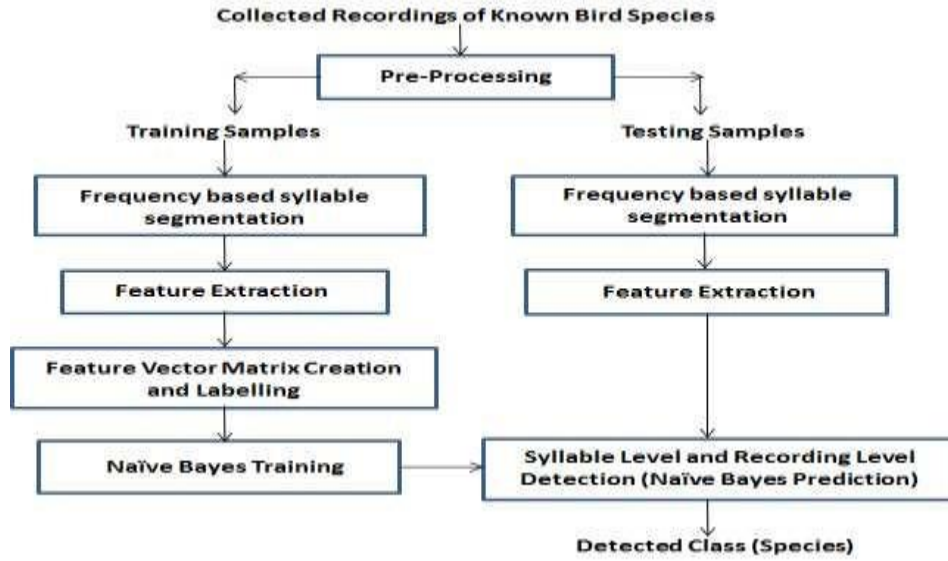 Collected Recordings of Known Bird Species
Pre-Processing
Training Samples
Testing Samples
Frequency based syllable
segmentation
Frequency based syllable
segmentation
Feature Extraction
Feature Extraction
Feature Vector Matrix Creation
and Labelling
Naïve Bayes Training
Syllable Level and Recording Level
Detection (Naïve Bayes Prediction)
Detected Class (Species)